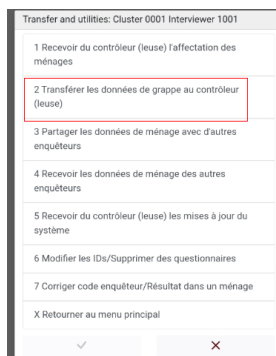 Transfer and utilities: Cluster 0001 Interviewer 1001
1 Recevoir du contrôleur (leuse) l'affectation des
ménages
2 Transférer les données de grappe au contrôleur
(leuse)
3 Partager les données de ménage avec d'autres
enquêteurs
4 Recevoir les données de ménage des autres
enquêteurs
5 Recevoir du contrôleur (leuse) les mises à jour du
système
6 Modifier les IDs/Supprimer des questionnaires
7 Corriger code enquêteur/Résultat dans un ménage
X Retourner au menu principal